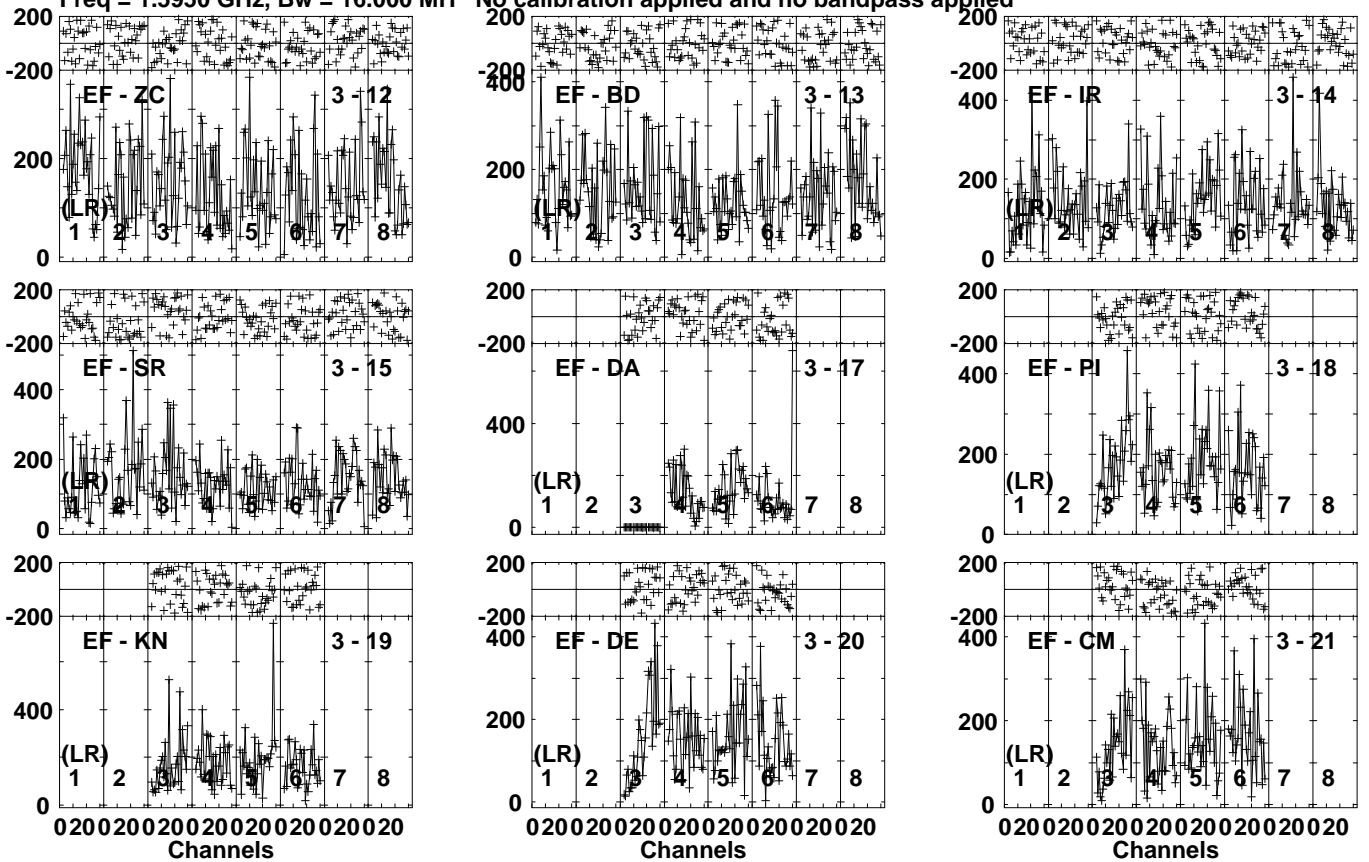 Freq = 1.5950 GHz, Bw = 16.000 MH No calibration applied and no bandpass applied
200 200 200
-200 -200 -200
EF - ZC 3 - 12 400 EF - BD 3 - 13 400 EF - IR 3 - 14
200 200 200
(LR) (LR) (LR)
1 2 3 4 5 6 7 8 1 2 3 4 5 6 7 8 1 2 3 4 5 6 7 8
0 0 0
200 200 200
-200 -200 -200
EF - SR 3 - 15 EF - DA 3 - 17 EF - PI 3 - 18
400 400 400
200 200
(LR) (LR) (LR)
1 2 3 4 5 6 7 8 1 2 3 4 5 6 7 8 1 2 3 4 5 6 7 8
0 0 0
200 200 200
-200 -200 -200
EF - KN 3 - 19 400 EF - DE 3 - 20 400 EF - CM 3 - 21
400 200 200
(LR) (LR) (LR)
1 2 3 4 5 6 7 8 1 2 3 4 5 6 7 8 1 2 3 4 5 6 7 8
0 0 0
0 20 0 20 0 20 0 20 0 20 0 20 0 20 0 20 0 20 0 20 0 20 0 20 0 20 0 20 0 20 0 20 0 20 0 20 0 20 0 20 0 20 0 20 0 20 0 20
Channels Channels Channels